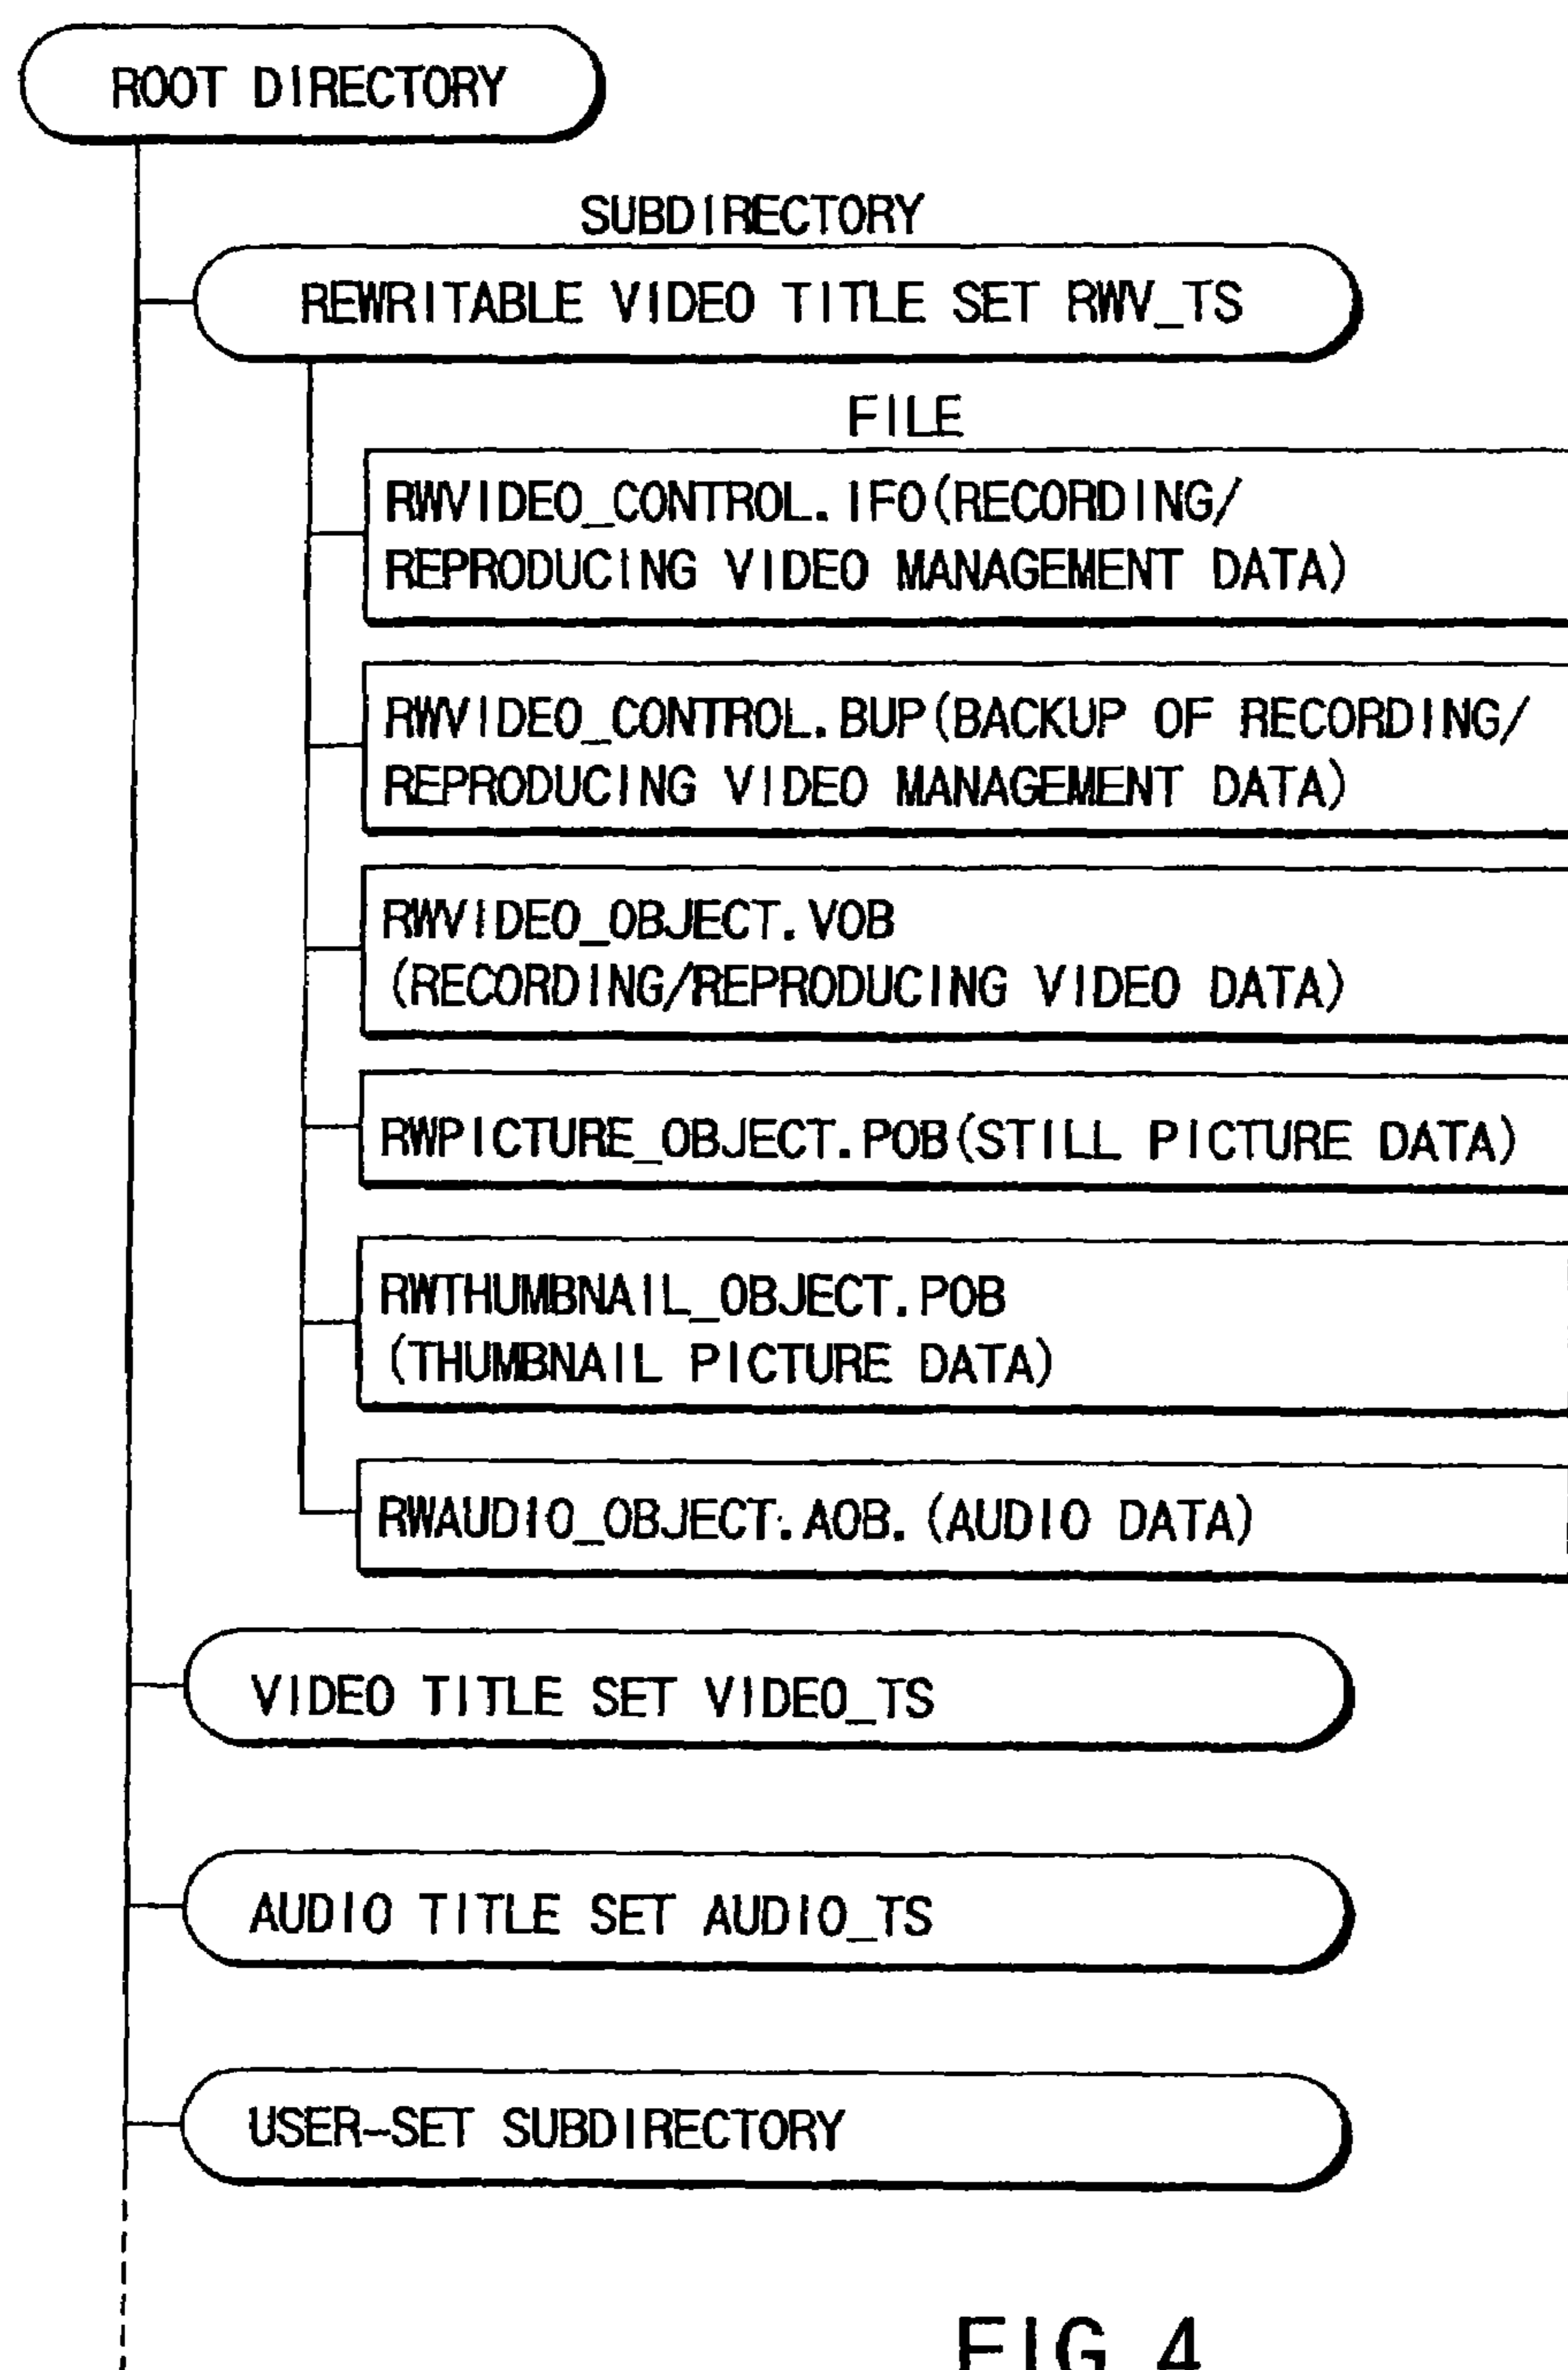 ROOT DIRECTORY
SUBDIRECTORY
REWRITABLE VIDEO TITLE SET RWV_TS
FILE
RWVIDEO_CONTROL.IFO(RECORDING/
REPRODUCING VIDEO MANAGEMENT DATA)
RWVIDEO_CONTROL.BUP(BACKUP OF RECORDING/
REPRODUCING VIDEO MANAGEMENT DATA)
RWVIDEO_OBJECT.VOB
(RECORDING/REPRODUCING VIDEO DATA)
RWPICTURE_OBJECT.POB(STILL PICTURE DATA)
RWTHUMBNAIL_OBJECT.POB
(THUMBNAIL PICTURE DATA)
RWAUDIO_OBJECT.AOB.(AUDIO DATA)
VIDEO TITLE SET VIDEO_TS
AUDIO TITLE SET AUDIO_TS
USER-SET SUBDIRECTORY
FIG 4